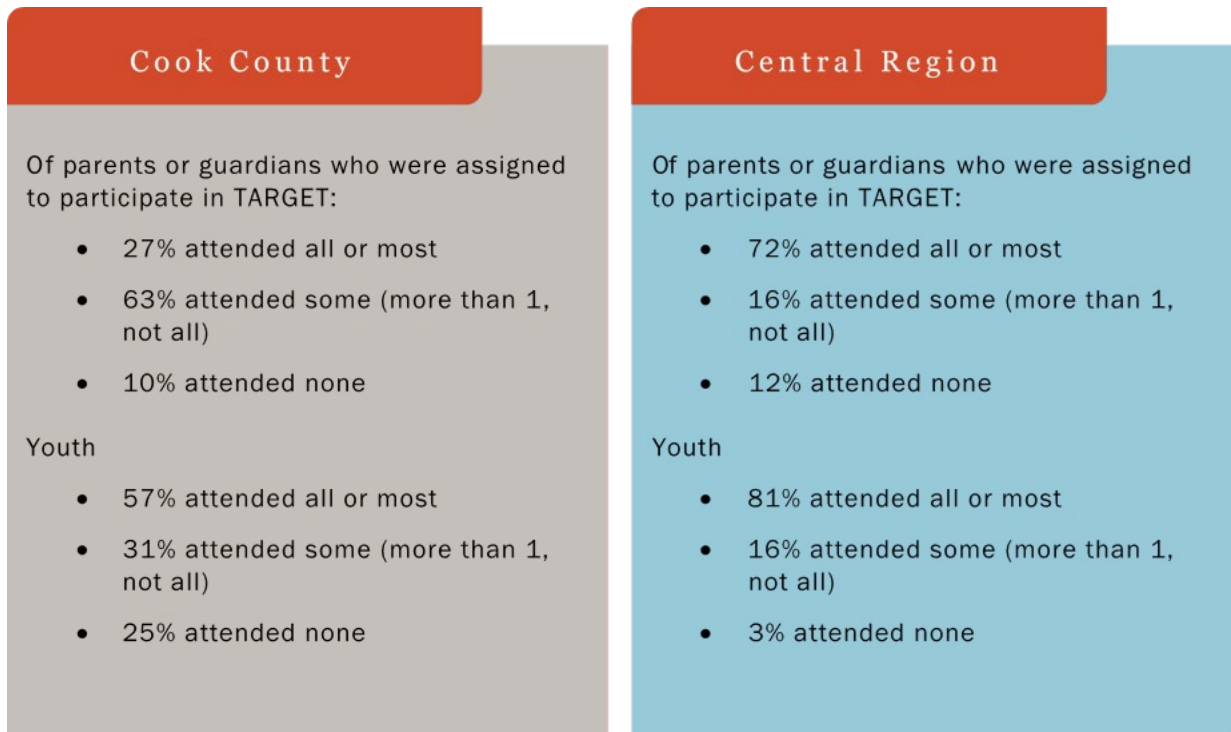 Cook County
Of parents or guardians who were assigned
to participate in TARGET:
• 27% attended all or most
• 63% attended some (more than 1,
not all)
• 10% attended none
Youth
• 57% attended all or most
• 31% attended some (more than 1,
not all)
• 25% attended none
Central Region
Of parents or guardians who were assigned
to participate in TARGET:
• 72% attended all or most
• 16% attended some (more than 1,
not all)
• 12% attended none
Youth
• 81% attended all or most
• 16% attended some (more than 1,
not all)
• 3% attended none